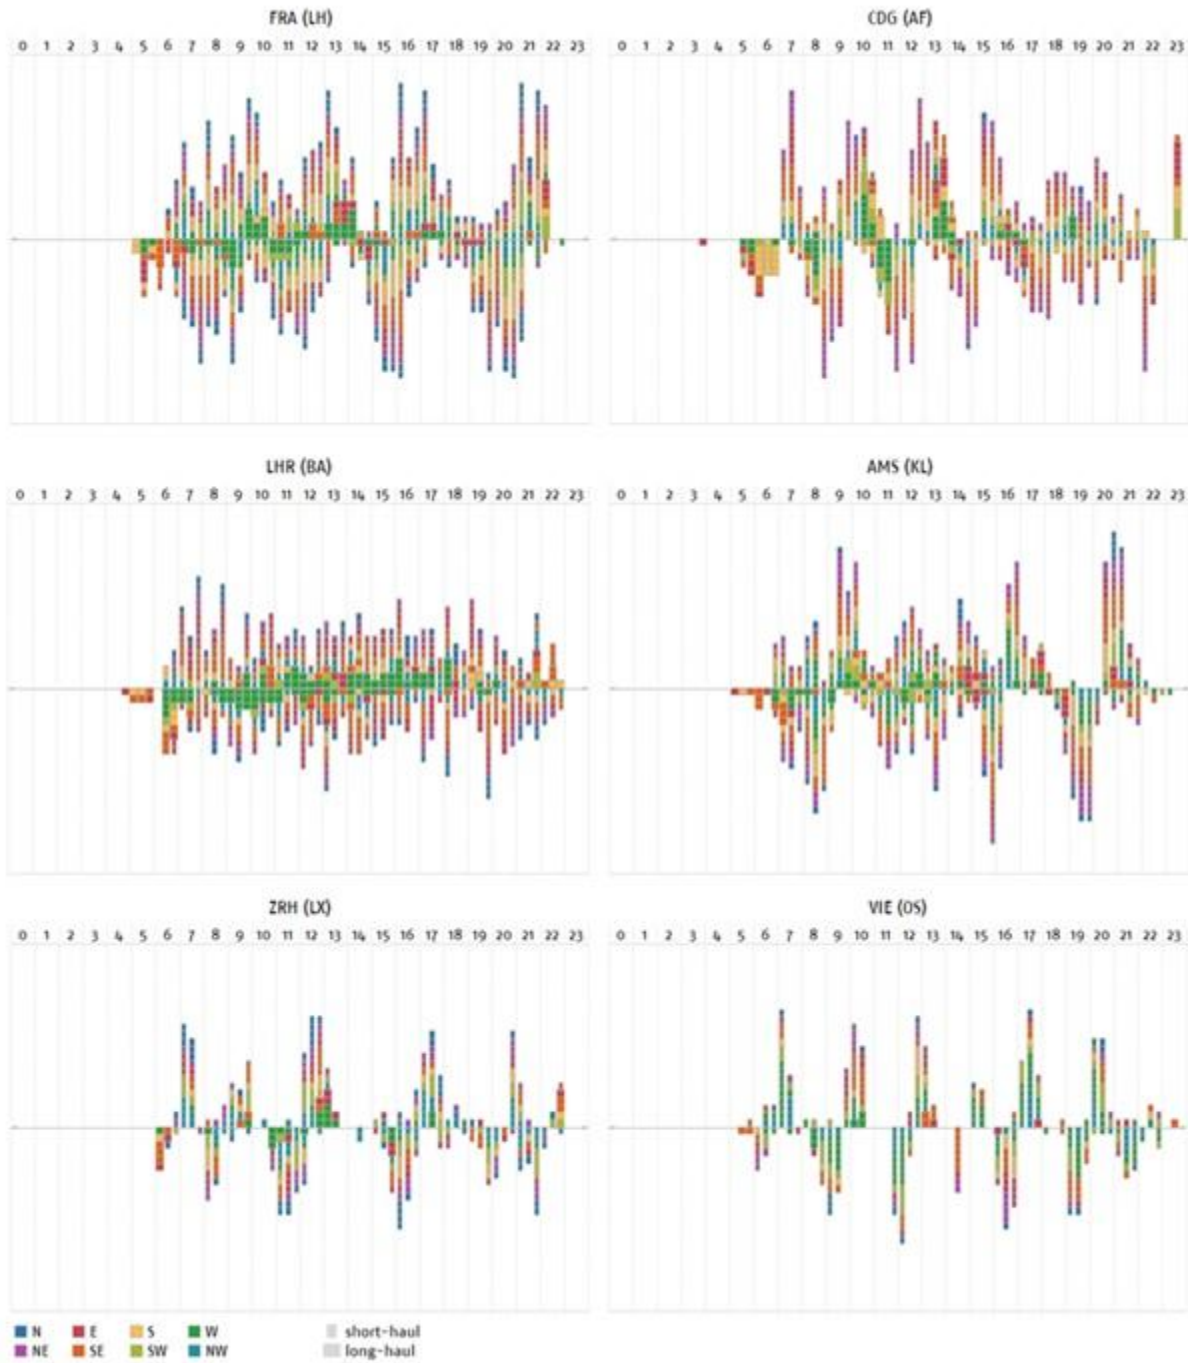 FRA (LH) CDG (AF)
0 1 2 3 4 5 6 7 8 9 10 11 12 13 14 15 16 17 18 19 20 21 22 23 0 1 2 3 4 5 6 7 8 9 10 11 12 13 14 15 16 17 18 19 20 21 22 23
LHR (BA) AMS (KL)
0 1 2 3 4 5 6 7 8 9 10 11 12 13 14 15 16 17 18 19 20 21 22 23 0 1 2 3 4 5 6 7 8 9 10 11 12 13 14 15 16 17 18 19 20 21 22 23
ZRH (LX) VIE (OS)
0 1 2 3 4 5 6 7 8 9 10 11 12 13 14 15 16 17 18 19 20 21 22 23 0 1 2 3 4 5 6 7 8 9 10 11 12 13 14 15 16 17 18 19 20 21 22 23
N E S W short-haul
NE SE SW NW long-haul